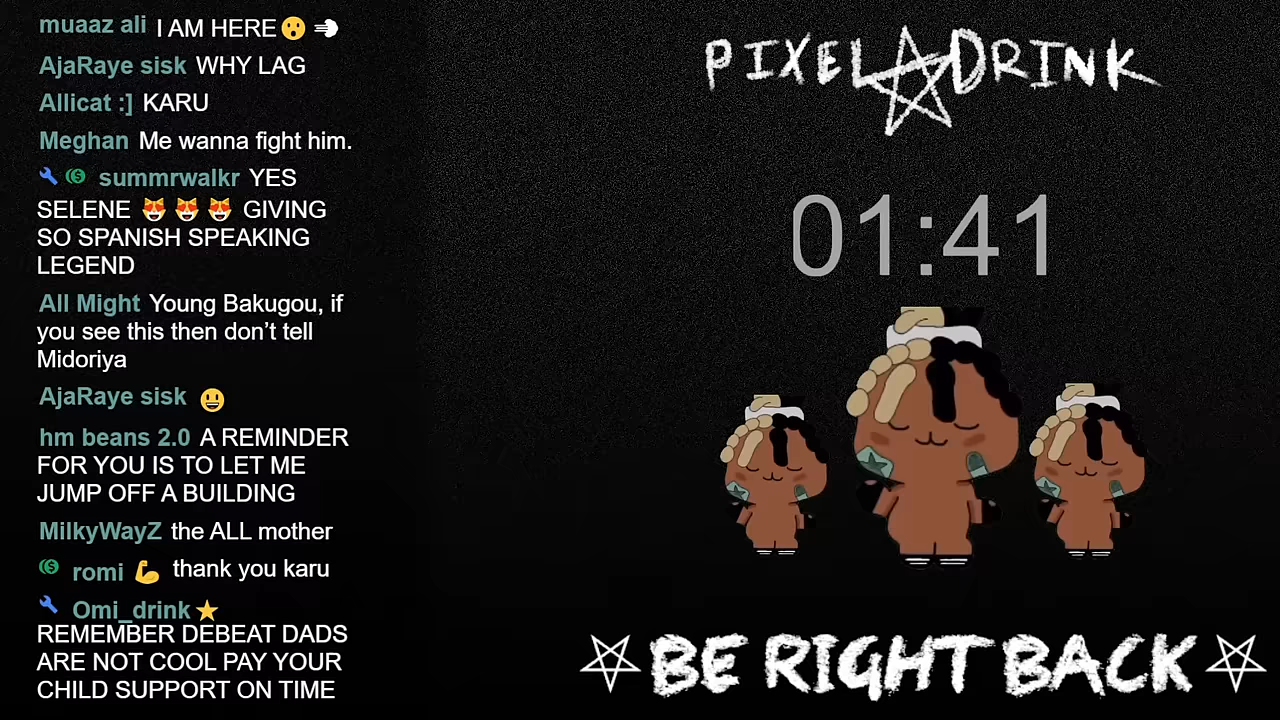 muaaz ali I AM HERE😮💨
AjaRaye sisk WHY LAG
Allicat :] KARU
Meghan Me wanna fight him.
summrwalkr YES
SELENE 😻 😻 😻 GIVING
SO SPANISH SPEAKING
LEGEND
All Might Young Bakugou, if
you see this then don’t tell
Midoriya
AjaRaye sisk 😃
hm beans 2.0 A REMINDER
FOR YOU IS TO LET ME
JUMP OFF A BUILDING
MilkyWayZ the ALL mother
romi 💪 thank you karu
Omi_drink⭐
REMEMBER DEBEAT DADS
ARE NOT COOL PAY YOUR
CHILD SUPPORT ON TIME
PIXEL DRINK
01:41
BE RIGHT BACK